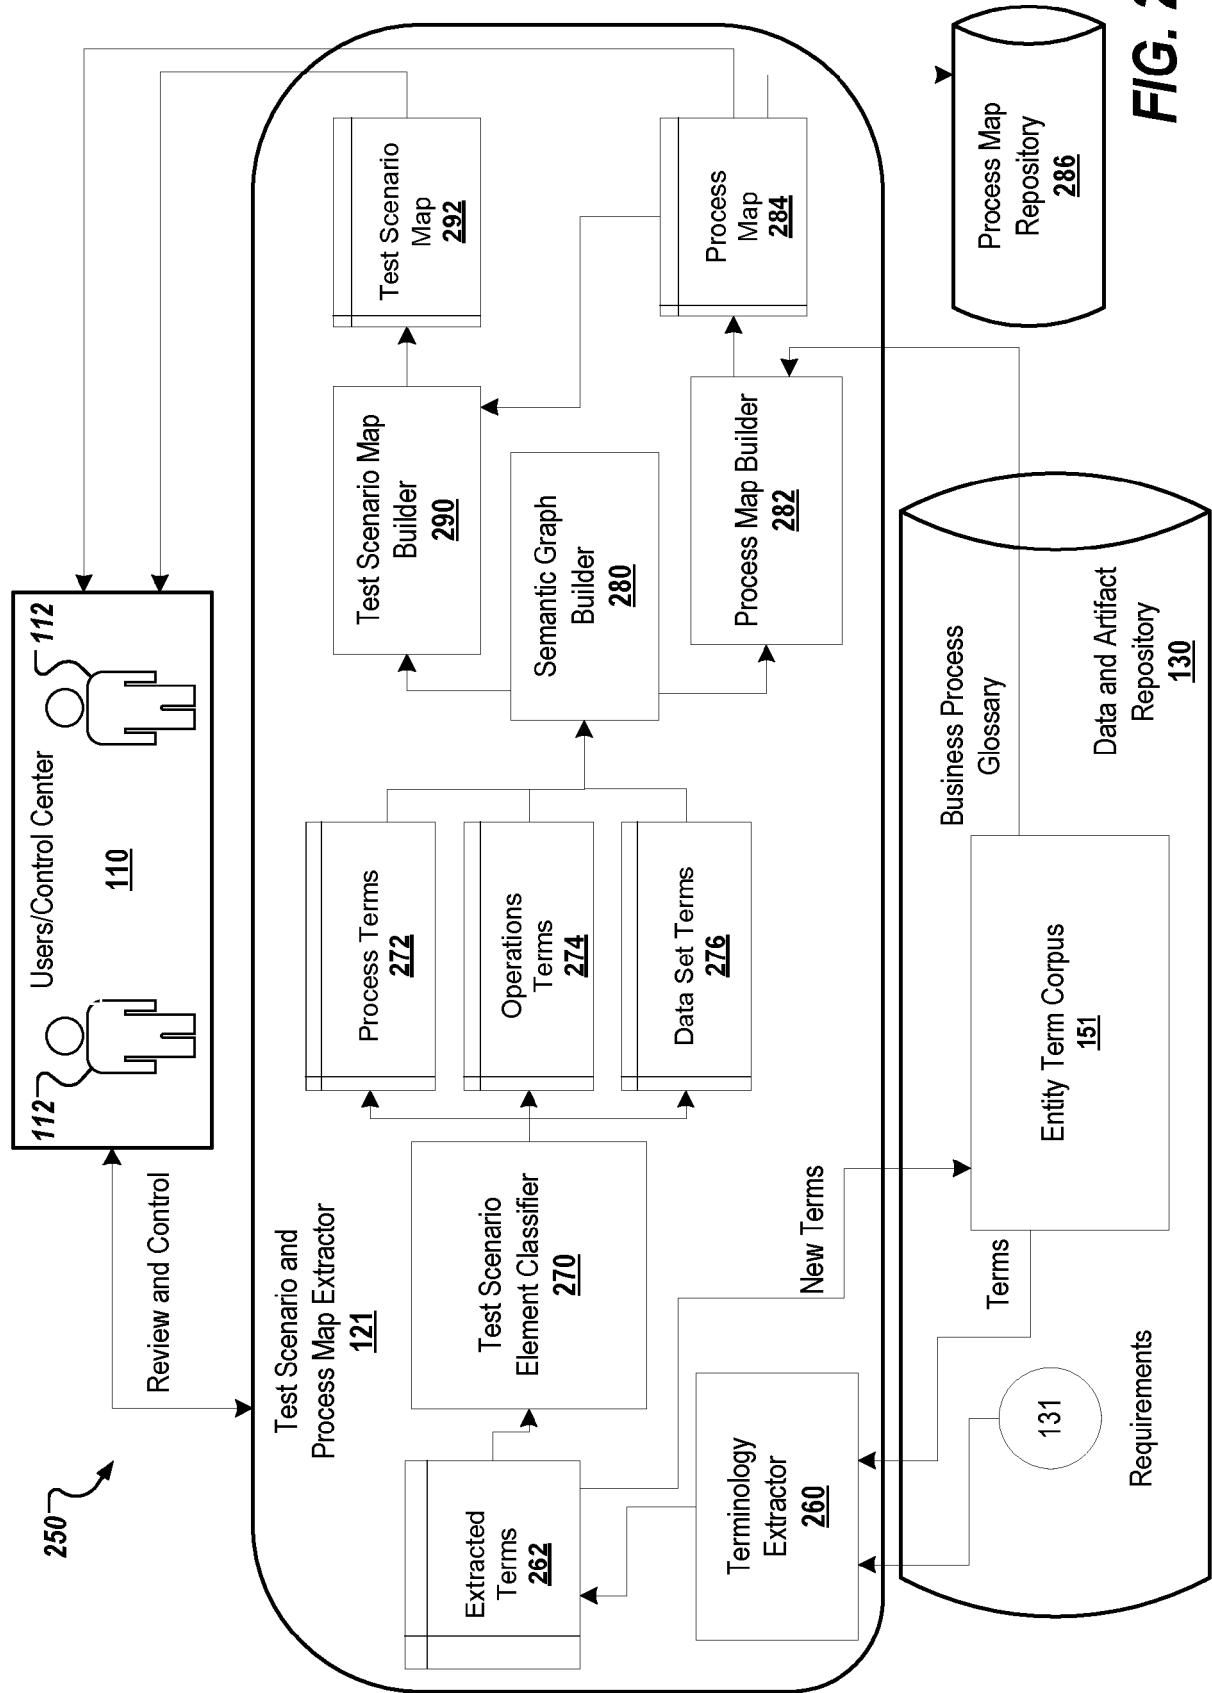 250
112
Users/Control Center
110
112
Review and Control
Test Scenario and
Process Map Extractor
121
Extracted
Terms
262
Test Scenario
Element Classifier
270
Process Terms
272
Operations
Terms
274
Data Set Terms
276
Semantic Graph
Builder
280
Test Scenario Map
Builder
290
Test Scenario
Map
292
Terminology
Extractor
260
New Terms
Process Map Builder
282
Process
Map
284
131
Requirements
Terms
Entity Term Corpus
151
Business Process
Glossary
Data and Artifact
Repository
130
Process Map
Repository
286
FIG. 2